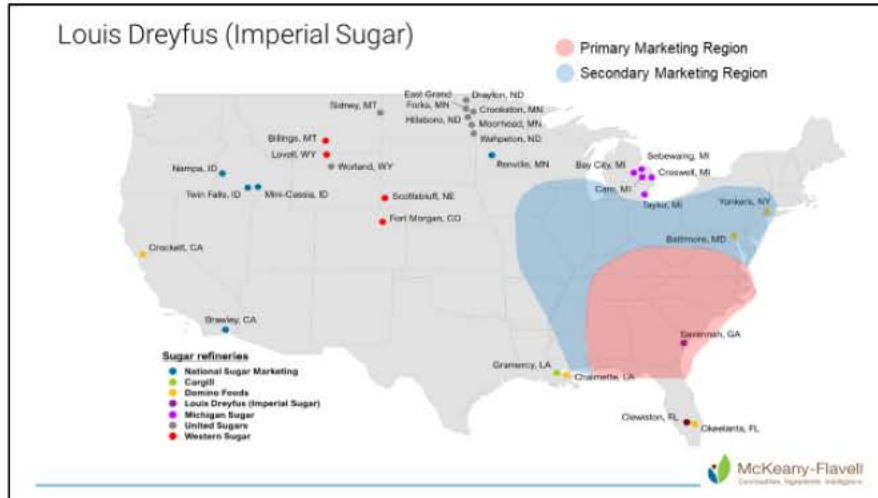 Louis Dreyfus (Imperial Sugar)
Primary Marketing Region
Secondary Marketing Region
East Grand
Forks, MN
Drayton, ND
Sidney, MT
Crookston, MN
Hillsboro, ND
Moorhead, MN
Wahpeton, ND
Billings, MT
Lovell, WY
Worland, WY
Renville, MN
Bay City, MI
Sebewaing, MI
Croswell, MI
Caro, MI
Taylor, MI
Nampa, ID
Twin Falls, ID
Mini-Cassia, ID
Scottsbluff, NE
Fort Morgan, CO
Yonkers, NY
Baltimore, MD
Crockett, CA
Brawley, CA
Savannah, GA
Gramercy, LA
Chalmette, LA
Clewiston, FL
Okeelanta, FL
Sugar refineries
National Sugar Marketing
Cargill
Domino Foods
Louis Dreyfus (Imperial Sugar)
Michigan Sugar
United Sugars
Western Sugar
McKeany-Flavell
Commodities. Ingredients. Intelligence.